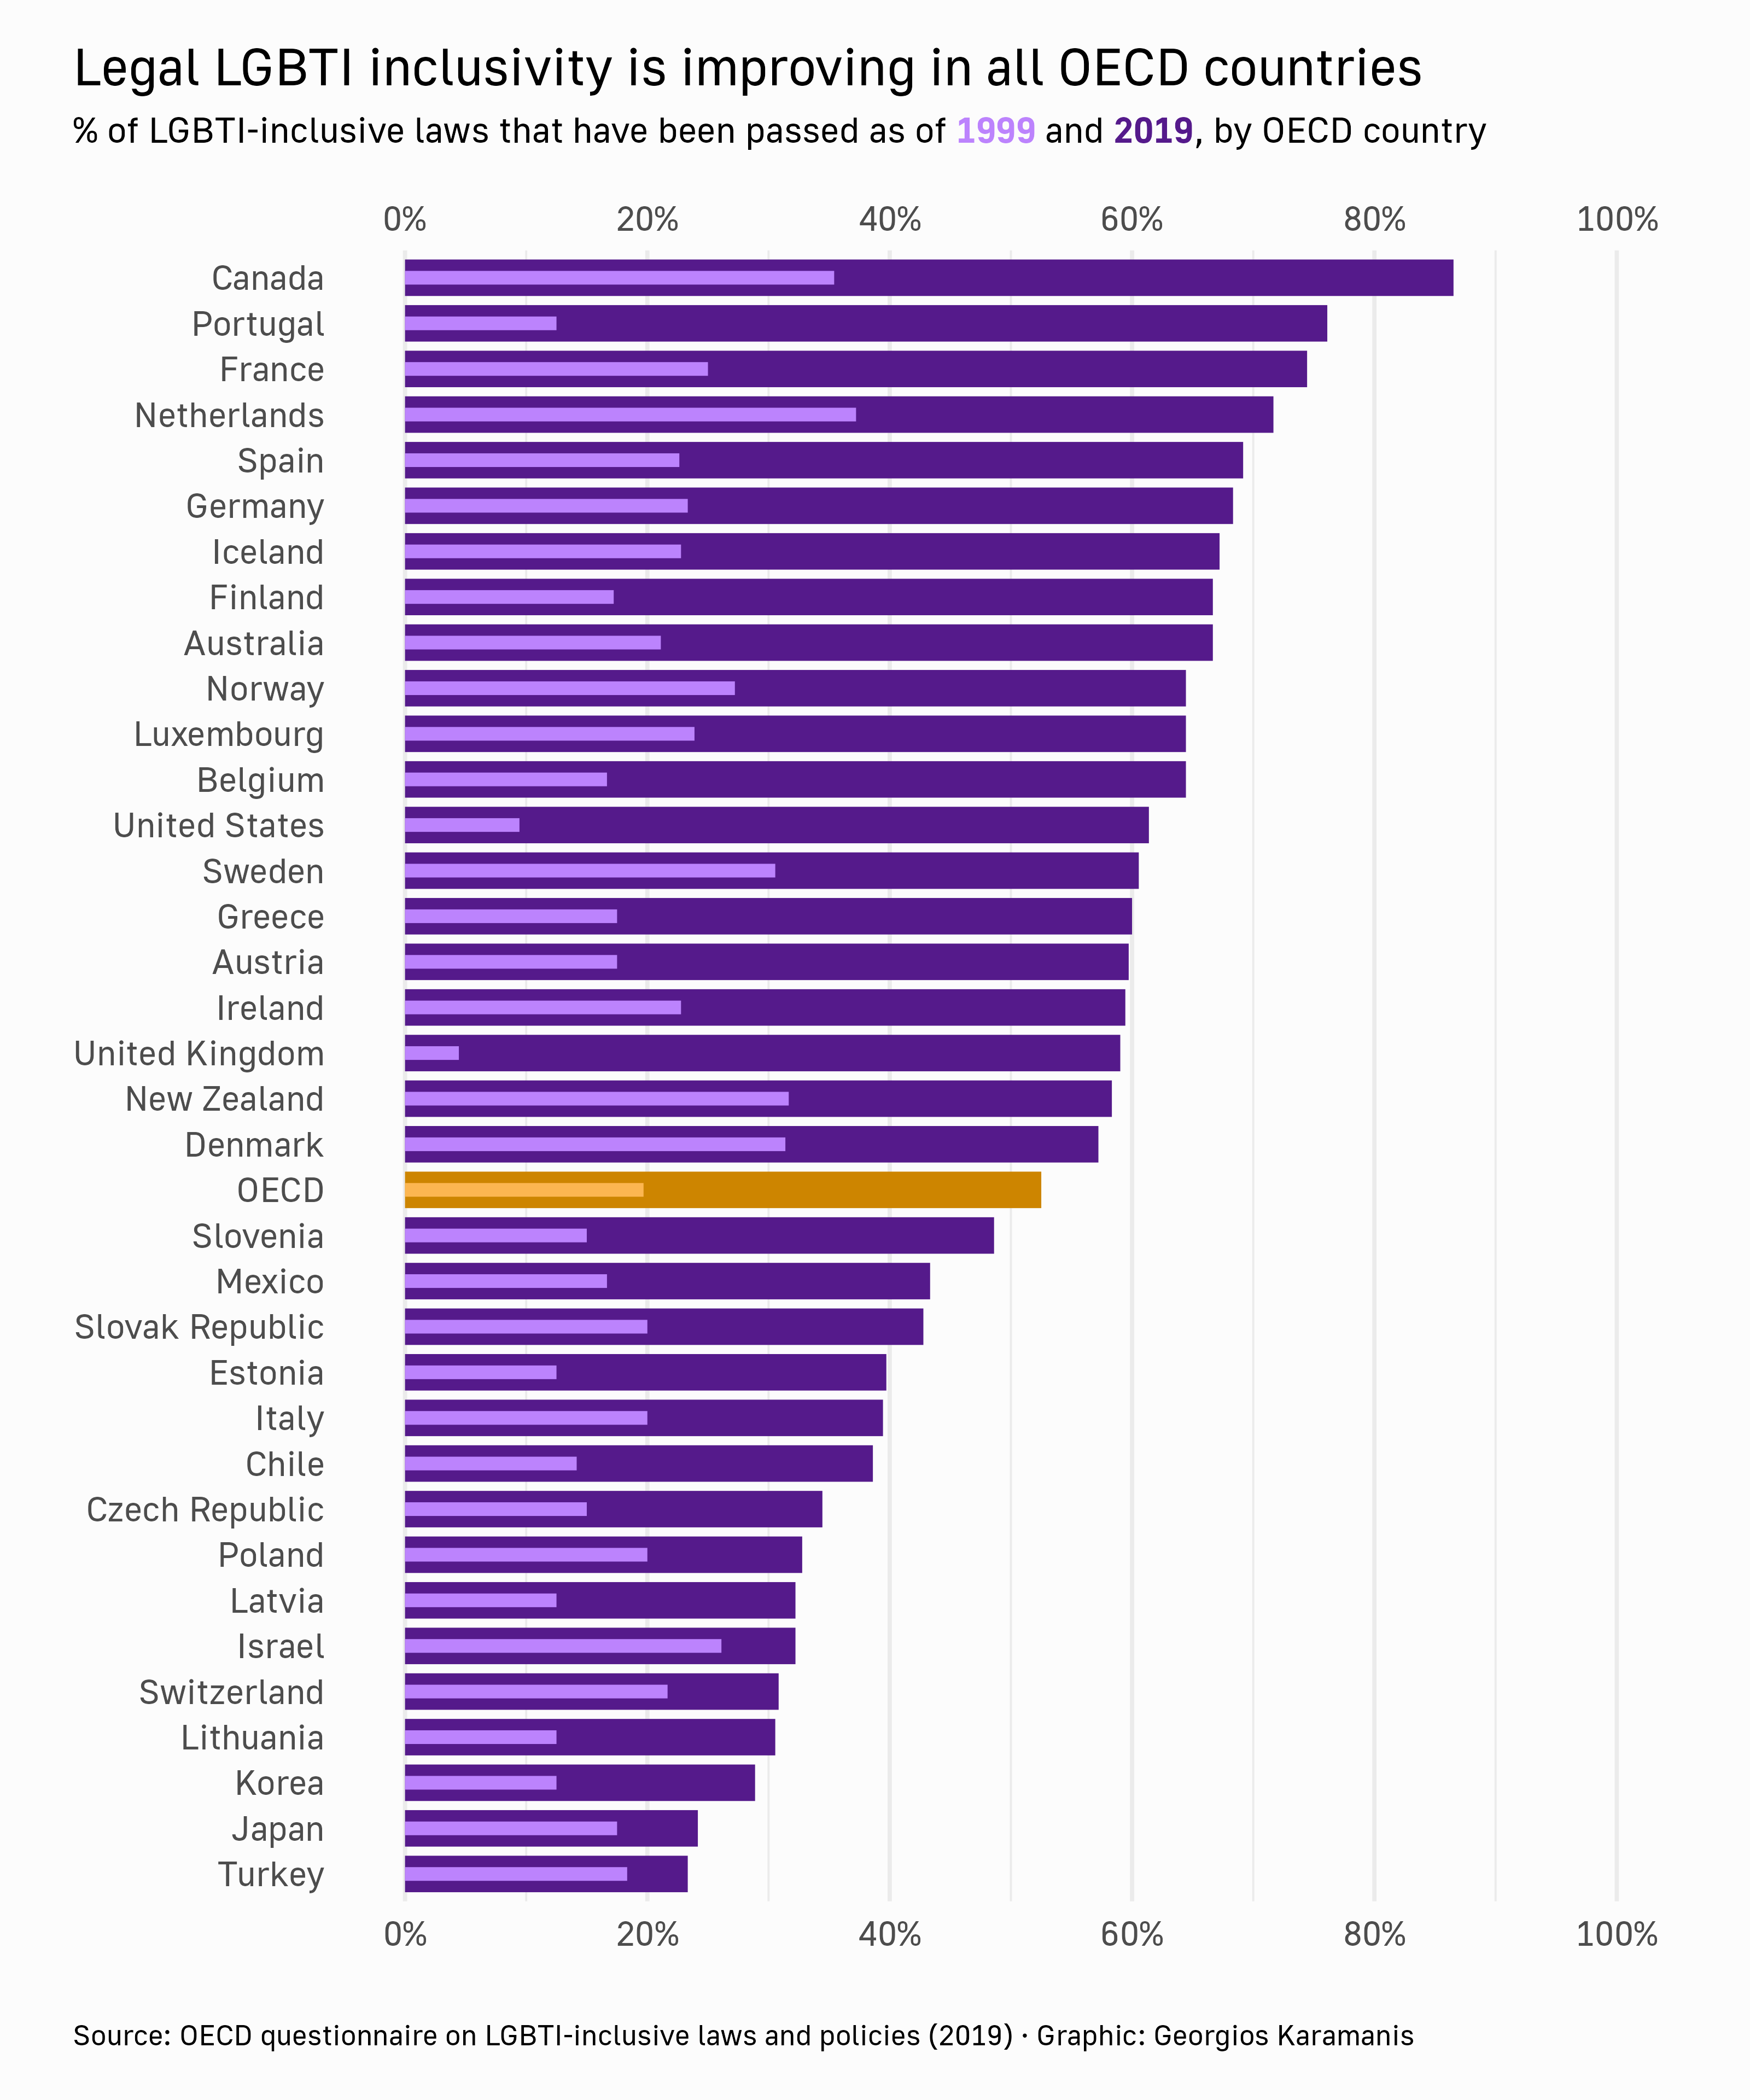 Legal LGBTI inclusivity is improving in all OECD countries
% of LGBTI-inclusive laws that have been passed as of 1999 and 2019, by OECD country
0% 20% 40% 60% 80% 100%
Canada
Portugal
France
Netherlands
Spain
Germany
Iceland
Finland
Australia
Norway
Luxembourg
Belgium
United States
Sweden
Greece
Austria
Ireland
United Kingdom
New Zealand
Denmark
OECD
Slovenia
Mexico
Slovak Republic
Estonia
Italy
Chile
Czech Republic
Poland
Latvia
Israel
Switzerland
Lithuania
Korea
Japan
Turkey
0% 20% 40% 60% 80% 100%
Source: OECD questionnaire on LGBTI-inclusive laws and policies (2019) · Graphic: Georgios Karamanis